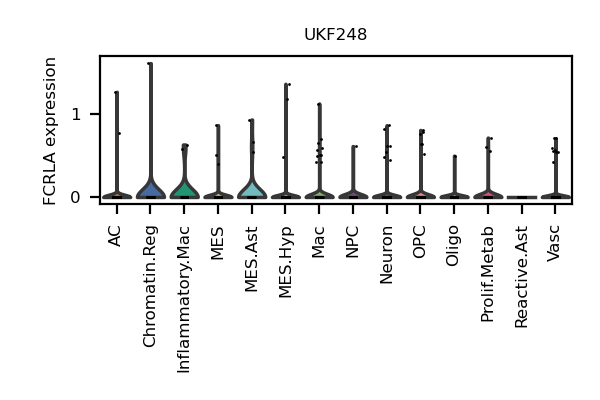 UKF248
FCRLA expression
1
0
AC
Chromatin.Reg
Inflammatory.Mac
MES
MES.Ast
MES.Hyp
Mac
NPC
Neuron
OPC
Oligo
Prolif.Metab
Reactive.Ast
Vasc